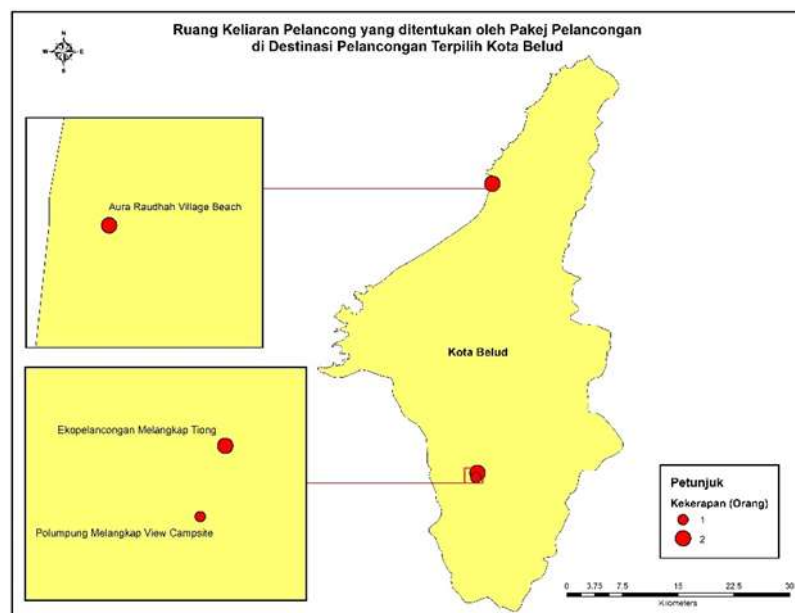 Ruang Keliaran Pelancong yang ditentukan oleh Pakej Pelancongan
di Destinasi Pelancongan Terpilih Kota Belud
N
W E
S
Aura Raudhah Village Beach
Kota Belud
Ekopelancongan Melangkap Tiong
Polumpung Melangkap View Campsite
Petunjuk
Kekerapan (Orang)
1
2
0 3.75 7.5 15 22.5 30
Kilometers